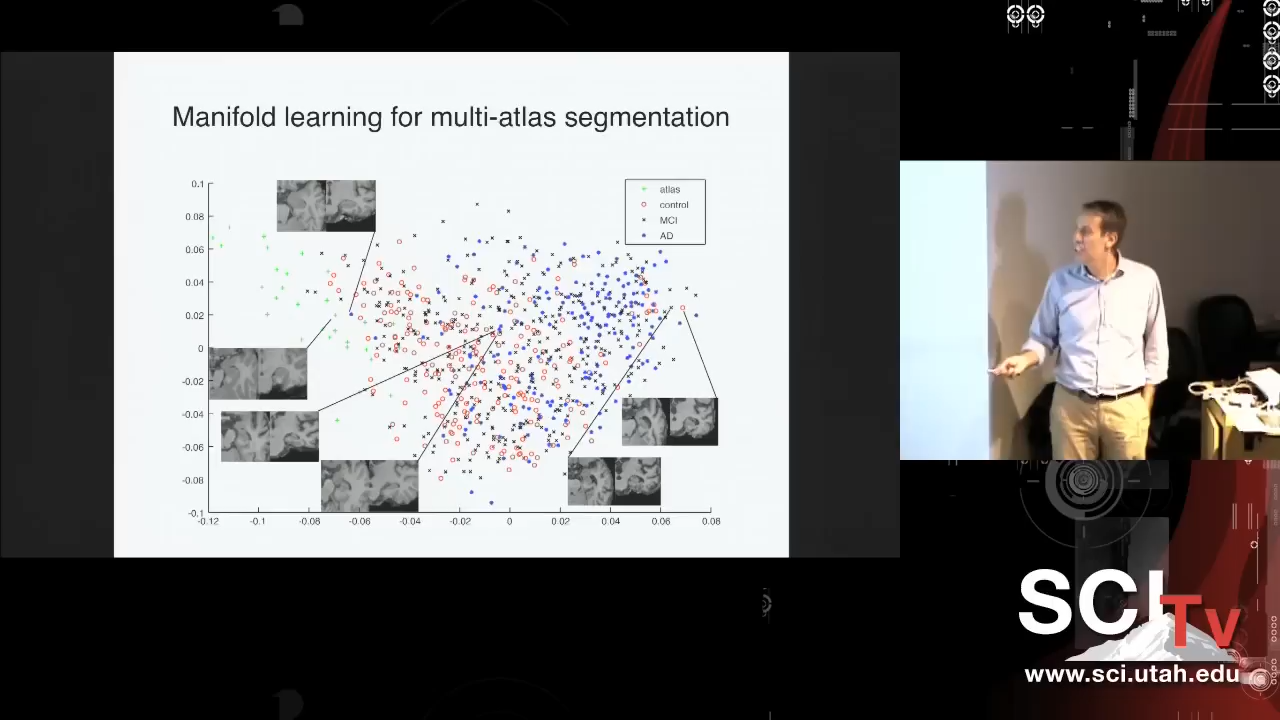 Manifold learning for multi-atlas segmentation
0.1
0.08
0.06
0.04
0.02
0
-0.02
-0.04
-0.06
-0.08
-0.1
-0.12
-0.1
-0.08
-0.06
-0.04
-0.02
0
0.02
0.04
0.06
0.08
atlas
control
MCI
AD
SCI
Tv
www.sci.utah.edu